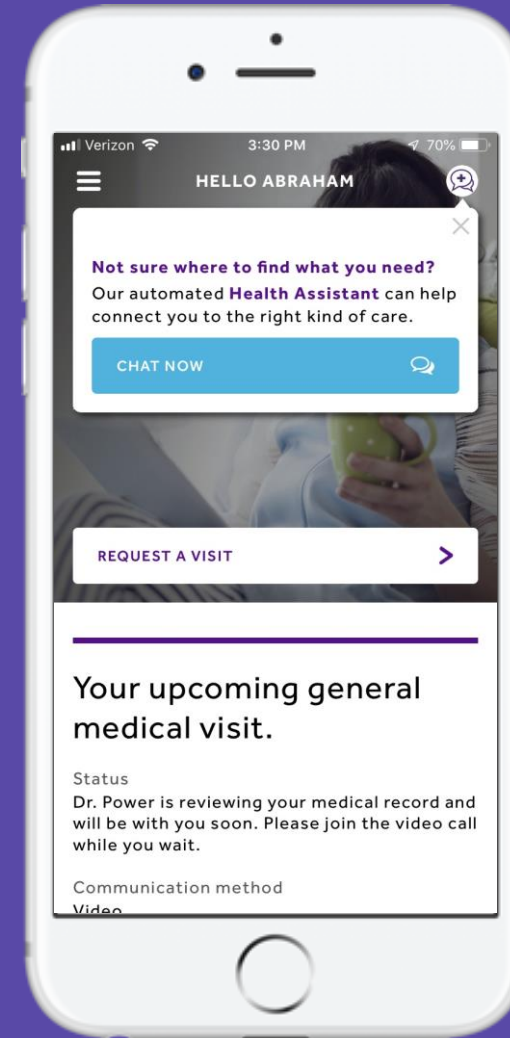 Verizon 3:30 PM 70%
HELLO ABRAHAM
Not sure where to find what you need?
Our automated Health Assistant can help
connect you to the right kind of care.
CHAT NOW
REQUEST A VISIT
Your upcoming general
medical visit.
Status
Dr. Power is reviewing your medical record and
will be with you soon. Please join the video call
while you wait.
Communication method
Video